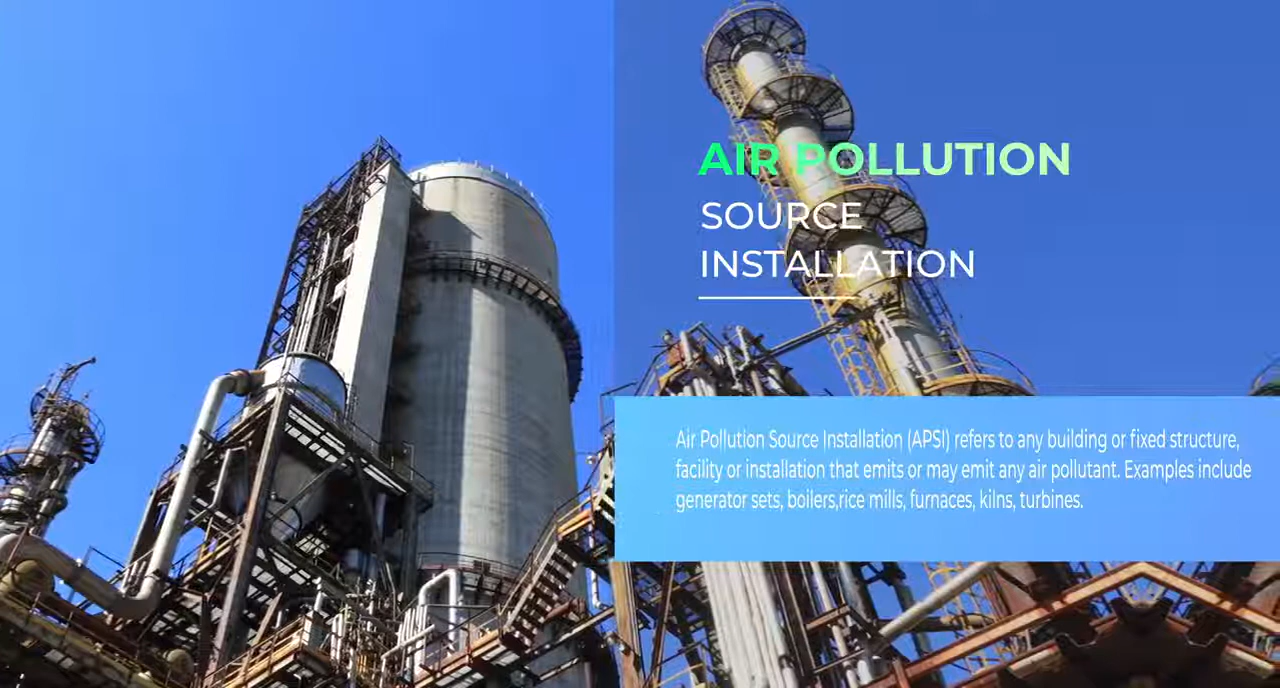 AIR POLLUTION
SOURCE
INSTALLATION
Air Pollution Source Installation (APSI) refers to any building or fixed structure,
facility or installation that emits or may emit any air pollutant. Examples include
generator sets, boilers,rice mills, furnaces, kilns, turbines.